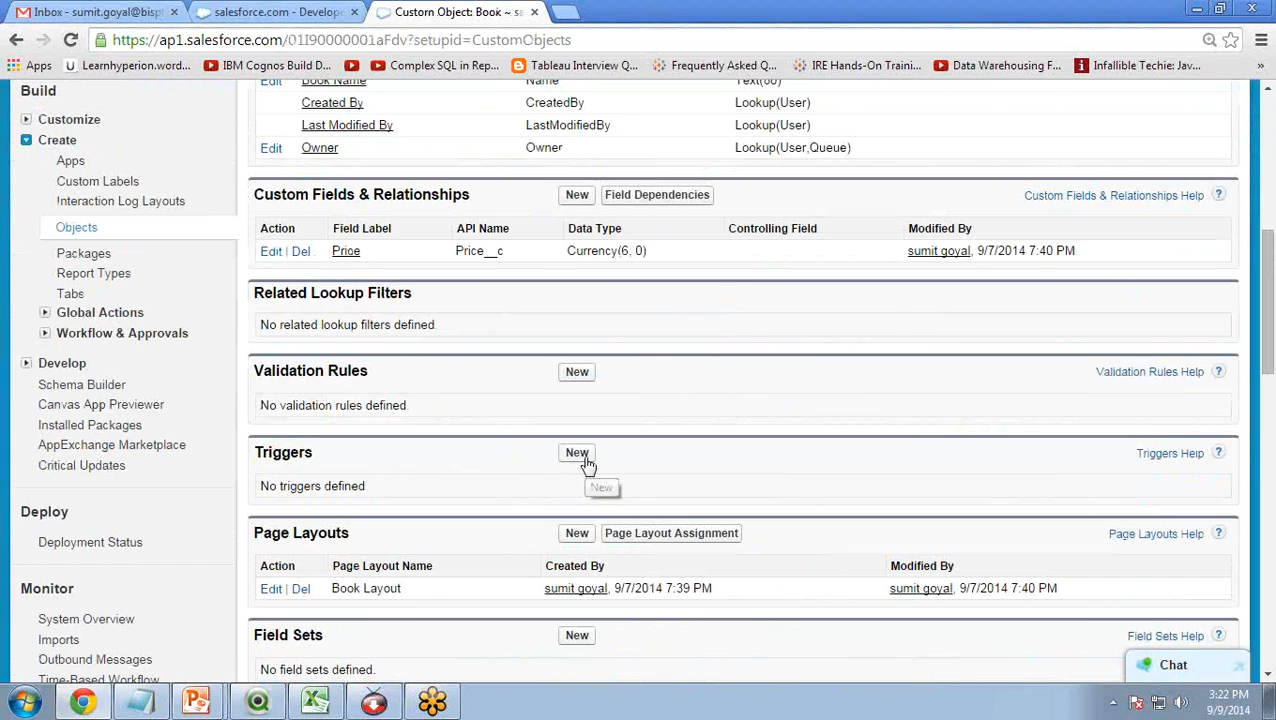 Inbox - sumit.goyal@bisp
salesforce.com - Develope
Custom Object: Book ~ sa
https://ap1.salesforce.com/01I90000001aFdv?setupid=CustomObjects
Apps
Learnhyperion.word...
IBM Cognos Build D...
Complex SQL in Rep...
Tableau Interview Q...
Frequently Asked Q...
IRE Hands-On Traini...
Data Warehousing F...
Infallible Techie: Jav...
Build
Customize
Create
Apps
Custom Labels
Interaction Log Layouts
Objects
Packages
Report Types
Tabs
Global Actions
Workflow & Approvals
Develop
Schema Builder
Canvas App Previewer
Installed Packages
AppExchange Marketplace
Critical Updates
Deploy
Deployment Status
Monitor
System Overview
Imports
Outbound Messages
Time-Based Workflow
Edit Book Name Name Text(80)
Created By CreatedBy Lookup(User)
Last Modified By LastModifiedBy Lookup(User)
Edit Owner Owner Lookup(User,Queue)
Custom Fields & Relationships New Field Dependencies Custom Fields & Relationships Help ?
Action Field Label API Name Data Type Controlling Field Modified By
Edit | Del Price Price__c Currency(6, 0) sumit goyal, 9/7/2014 7:40 PM
Related Lookup Filters
No related lookup filters defined.
Validation Rules New Validation Rules Help ?
No validation rules defined.
Triggers New Triggers Help ?
New
No triggers defined
Page Layouts New Page Layout Assignment Page Layouts Help ?
Action Page Layout Name Created By Modified By
Edit | Del Book Layout sumit goyal, 9/7/2014 7:39 PM sumit goyal, 9/7/2014 7:40 PM
Field Sets New Field Sets Help ?
No field sets defined.
Chat
3:22 PM
9/9/2014